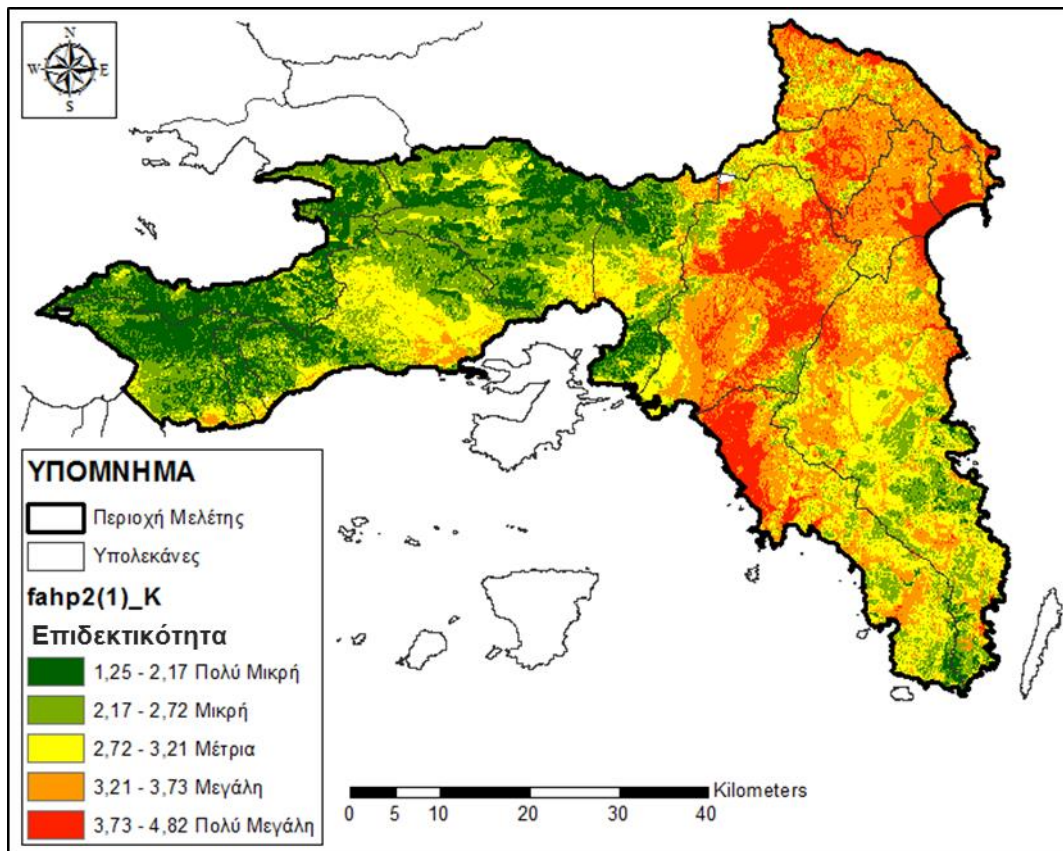 N
W E
S
ΥΠΟΜΝΗΜΑ
Περιοχή Μελέτης
Υπολεκάνες
fahp2(1)_K
Επιδεκτικότητα
1,25 - 2,17 Πολύ Μικρή
2,17 - 2,72 Μικρή
2,72 - 3,21 Μέτρια
3,21 - 3,73 Μεγάλη
3,73 - 4,82 Πολύ Μεγάλη
Kilometers
0 5 10 20 30 40